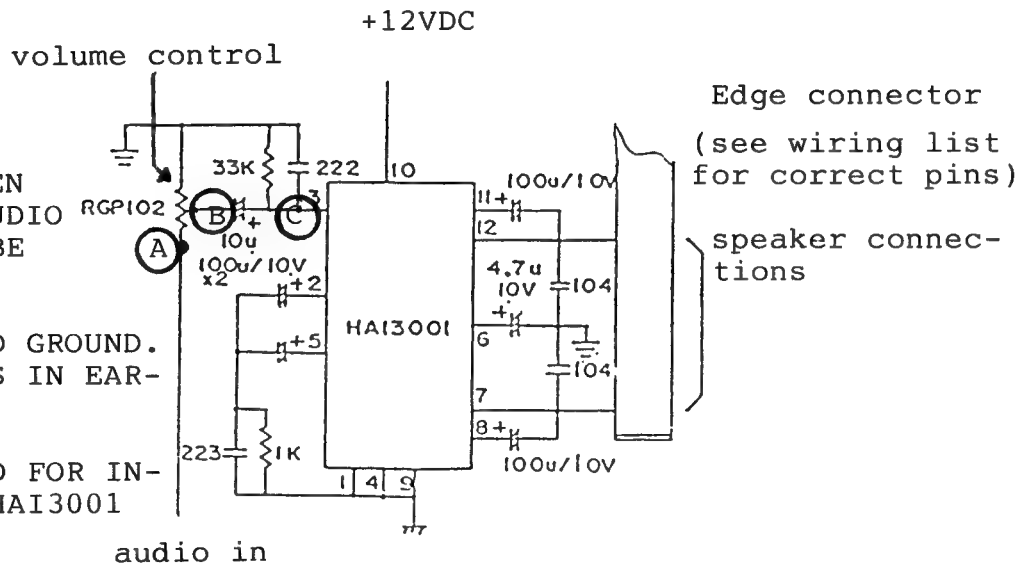 +12VDC
volume control
Edge connector
(see wiring list
for correct pins)
33K
222
10
3
100u/10V
11+
EN
UDIO
BE
RGP102
B
+
C
A
10u
100u/10V
x2
12
speaker connec-
tions
4.7u
10V
104
+2
+
HA13001
6
+5
104
D GROUND.
S IN EAR-
7
8+
100u/10V
223
1K
D FOR IN-
HA13001
1
4
9
audio in